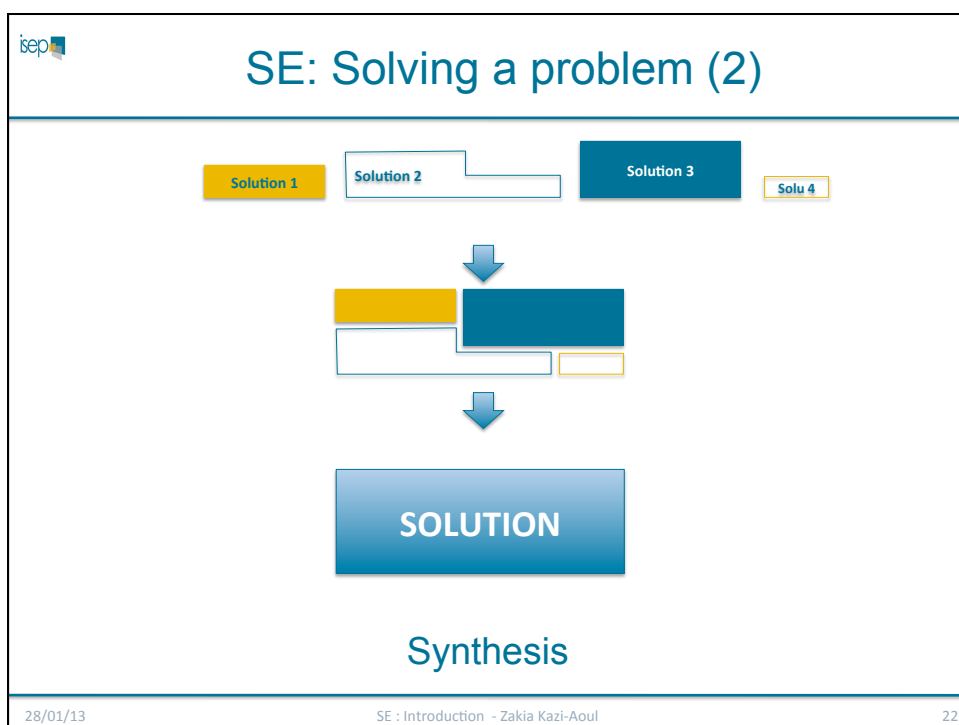 isep
SE: Solving a problem (2)
Solution 1
Solution 2
Solution 3
Solu 4
SOLUTION
Synthesis
28/01/13
SE : Introduction - Zakia Kazi-Aoul
22